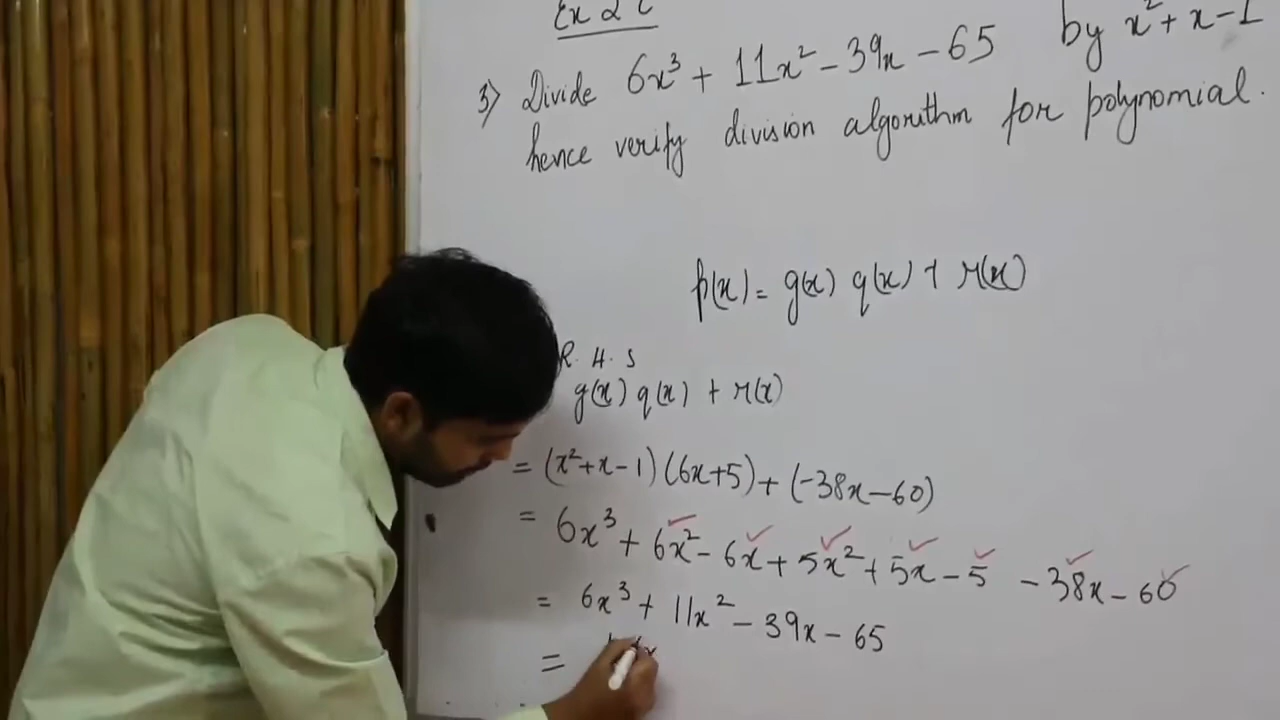 Ex 2 C
3) Divide 6x³ + 11x² - 39x - 65 by x² + x - 1
hence verify division algorithm for polynomial.
p(x) = g(x) q(x) + r(x)
R. H. S
g(x) q(x) + r(x)
= (x² + x - 1) (6x + 5) + (-38x - 60)
= 6x³ + 6x² - 6x + 5x² + 5x - 5 - 38x - 60
= 6x³ + 11x² - 39x - 65
=